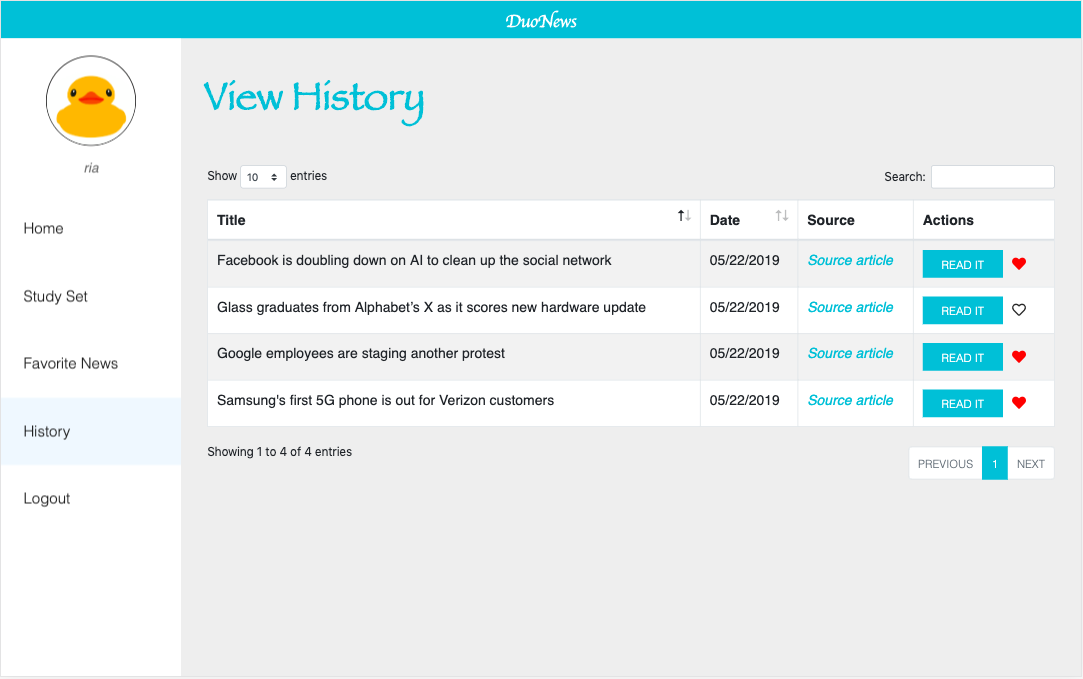 DuoNews
ria
Home
Study Set
Favorite News
History
Logout
View History
Show 10 entries
Search:
Title Date Source Actions
Facebook is doubling down on AI to clean up the social network 05/22/2019 Source article READ IT
Glass graduates from Alphabet’s X as it scores new hardware update 05/22/2019 Source article READ IT
Google employees are staging another protest 05/22/2019 Source article READ IT
Samsung's first 5G phone is out for Verizon customers 05/22/2019 Source article READ IT
Showing 1 to 4 of 4 entries
PREVIOUS 1 NEXT